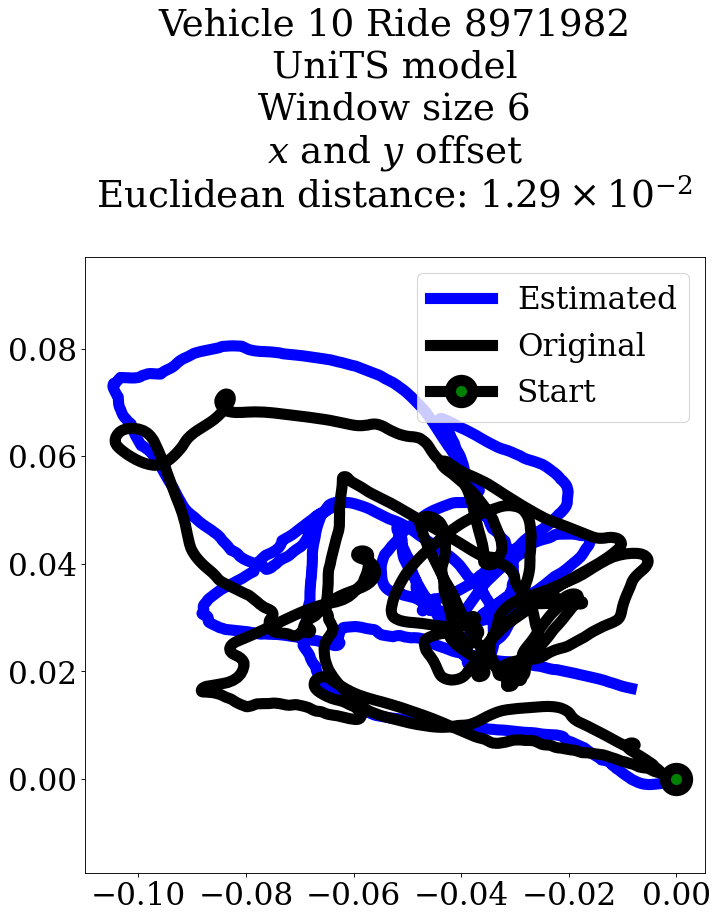 Vehicle 10 Ride 8971982
UniTS model
Window size 6
x and y offset
Euclidean distance: 1.29 × 10⁻²
Estimated
Original
Start
0.08
0.06
0.04
0.02
0.00
−0.10 −0.08 −0.06 −0.04 −0.02 0.00